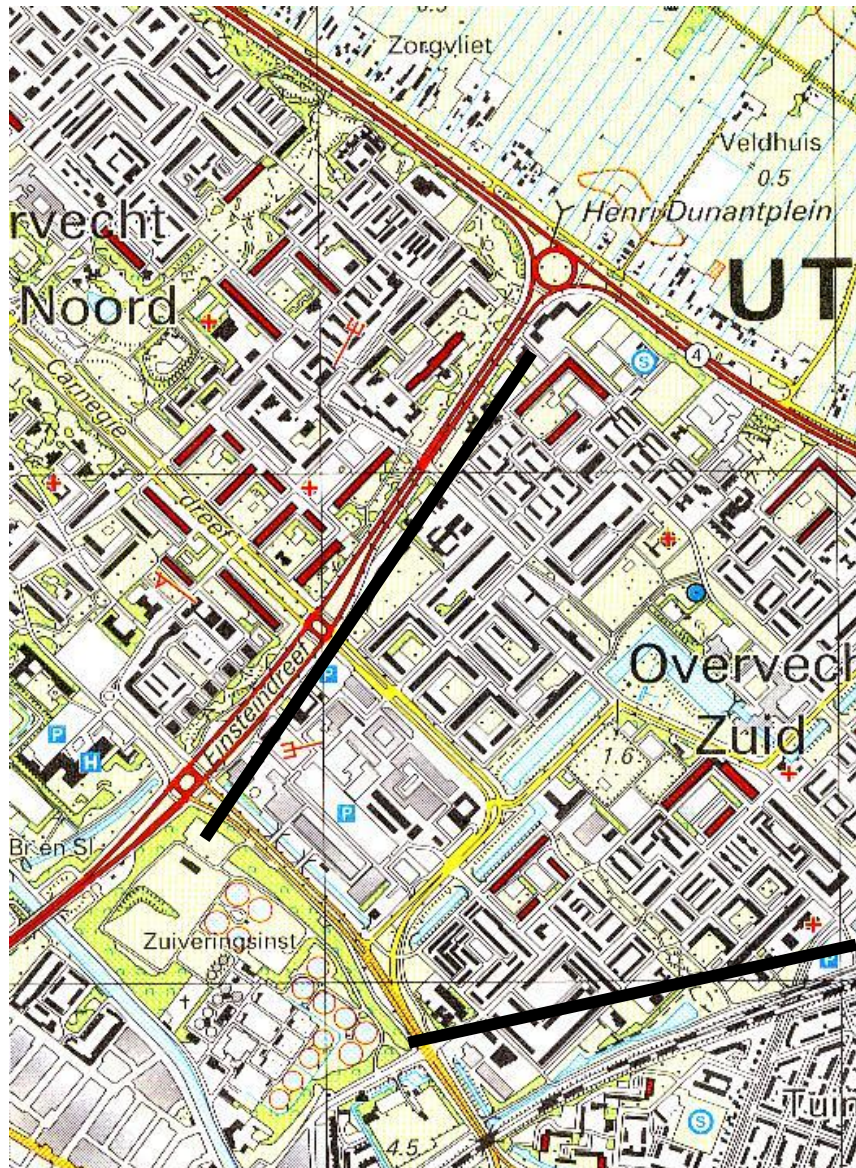 Zorgvliet
Veldhuis
0.5
rvecht
Henri Dunantplein
UT
Noord
4
S
Carnegie
dreef
Overvech
Zuid
Einsteindreef
P
P
H
1.6
P
Br.en Sl
Zuiveringsinst
P
Tuin
S
4.5